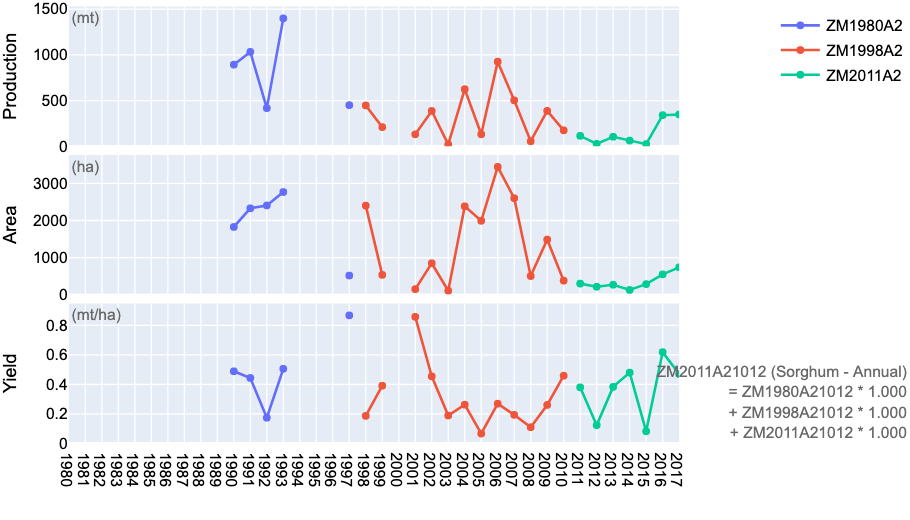 1500
(mt)
ZM1980A2
ZM1998A2
ZM2011A2
1000
Production
500
0
(ha)
3000
2000
Area
1000
0
(mt/ha)
0.8
0.6
Yield
0.4
0.2
0
ZM2011A21012 (Sorghum - Annual)
= ZM1980A21012 * 1.000
+ ZM1998A21012 * 1.000
+ ZM2011A21012 * 1.000
1980 1981 1982 1983 1984 1985 1986 1987 1988 1989 1990 1991 1992 1993 1994 1995 1996 1997 1998 1999 2000 2001 2002 2003 2004 2005 2006 2007 2008 2009 2010 2011 2012 2013 2014 2015 2016 2017